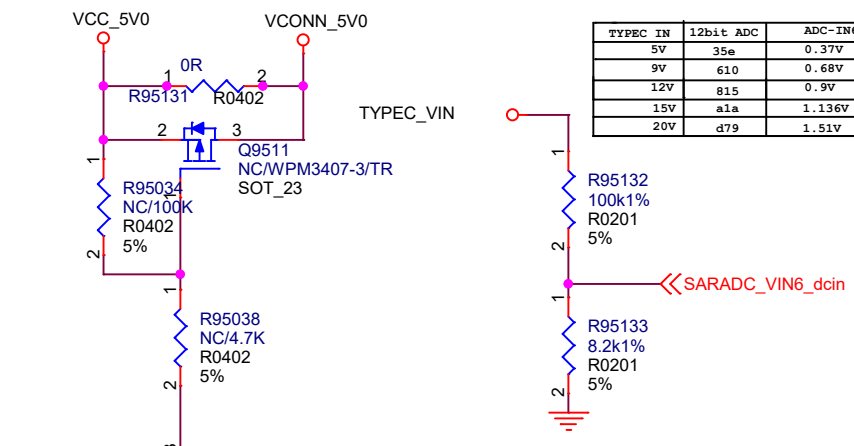 VCC_5V0
VCONN_5V0
0R
1
2
R95131
R0402
2
3
Q9511
NC/WPM3407-3/TR
SOT_23
1
1
R95034
NC/100K
R0402
5%
2
1
R95038
NC/4.7K
R0402
5%
2
TYPEC_VIN
TYPEC IN 12bit ADC ADC-IN6
5V 35e 0.37V
9V 610 0.68V
12V 815 0.9V
15V a1a 1.136V
20V d79 1.51V
1
R95132
100k1%
R0201
5%
2
SARADC_VIN6_dcin
1
R95133
8.2k1%
R0201
5%
2